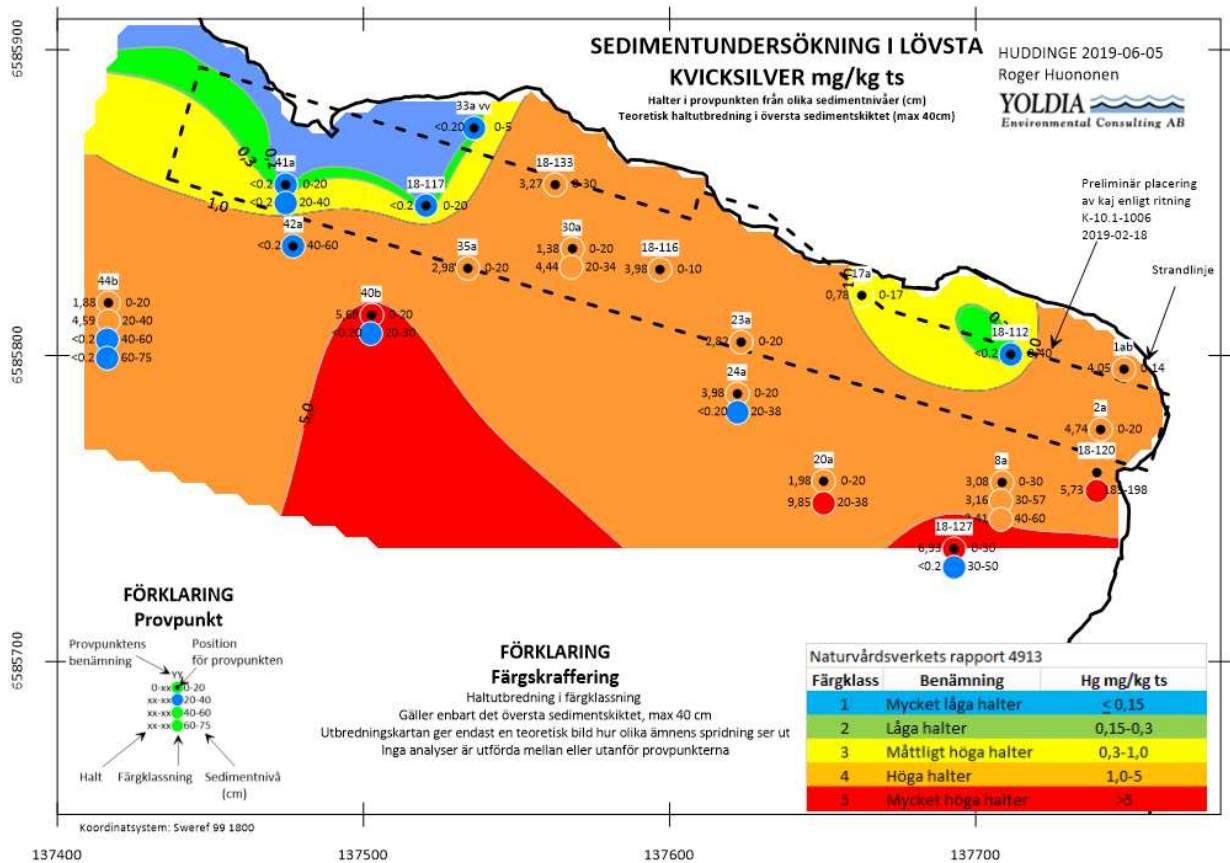 SEDIMENTUNDERSÖKNING I LÖVSTA
KVICKSILVER mg/kg ts
Halter i provpunkten från olika sedimentnivåer (cm)
Teoretisk haltutbredning i översta sedimentskiktet (max 40cm)
HUDDINGE 2019-06-05
Roger Huononen
YOLDIA
Environmental Consulting AB
6585900
6585800
6585700
33a vv
<0.20 0-5
0,3
41a
<0.2 0-20
<0.2 20-40
18-117
<0.2 0-20
18-133
3,27 0-30
1,0
42a
<0.2 40-60
35a
2,98 0-20
30a
1,38 0-20
4,44 20-34
18-116
3,98 0-10
Preliminär placering
av kaj enligt ritning
K-10.1-1006
2019-02-18
Strandlinje
44b
1,88 0-20
4,59 20-40
<0.2 40-60
<0.2 60-75
40b
5,69 0-20
<0.20 20-30
17a
0,78 0-17
18-112
<0.2 0-40
1ab
4,05 0-14
23a
2,82 0-20
24a
3,98 0-20
<0.20 20-38
5,0
2a
4,74 0-20
18-120
5,73 185-198
20a
1,98 0-20
9,85 20-38
8a
3,08 0-30
3,16 30-57
40-60
18-127
6,93 0-30
<0.2 30-50
FÖRKLARING
Provpunkt
Provpunktens
benämning
Position
för provpunkten
YY
0-xx 0-20
xx-xx 20-40
xx-xx 40-60
xx-xx 60-75
Halt Färgklassning Sedimentnivå
(cm)
Koordinatsystem: Sweref 99 1800
FÖRKLARING
Färgskraffering
Haltutbredning i färgklassning
Gäller enbart det översta sedimentskiktet, max 40 cm
Utbredningskartan ger endast en teoretisk bild hur olika ämnens spridning ser ut
Inga analyser är utförda mellan eller utanför provpunkterna
Naturvårdsverkets rapport 4913
Färgklass Benämning Hg mg/kg ts
1 Mycket låga halter ≤ 0,15
2 Låga halter 0,15-0,3
3 Måttligt höga halter 0,3-1,0
4 Höga halter 1,0-5
5 Mycket höga halter >5
137400 137500 137600 137700